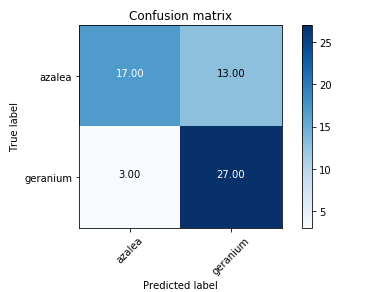 Confusion matrix
True label
azalea
17.00
13.00
geranium
3.00
27.00
azalea
geranium
Predicted label
25
20
15
10
5